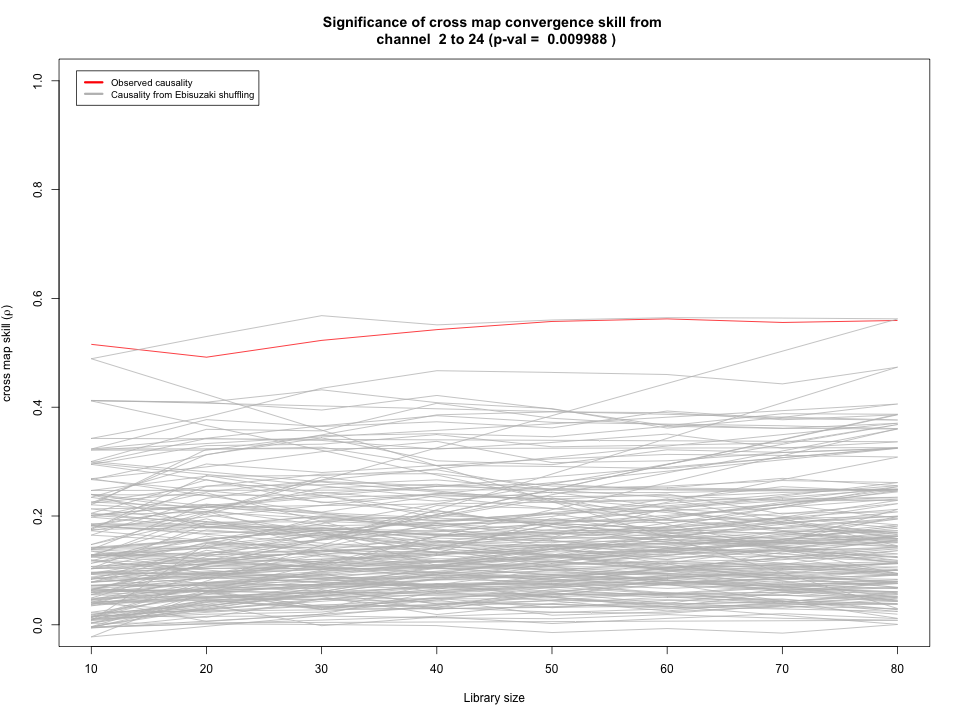 Significance of cross map convergence skill from
channel  2 to 24 (p-val =  0.009988 )
Observed causality
Causality from Ebisuzaki shuffling
cross map skill (ρ)
1.0
0.8
0.6
0.4
0.2
0.0
10 20 30 40 50 60 70 80
Library size